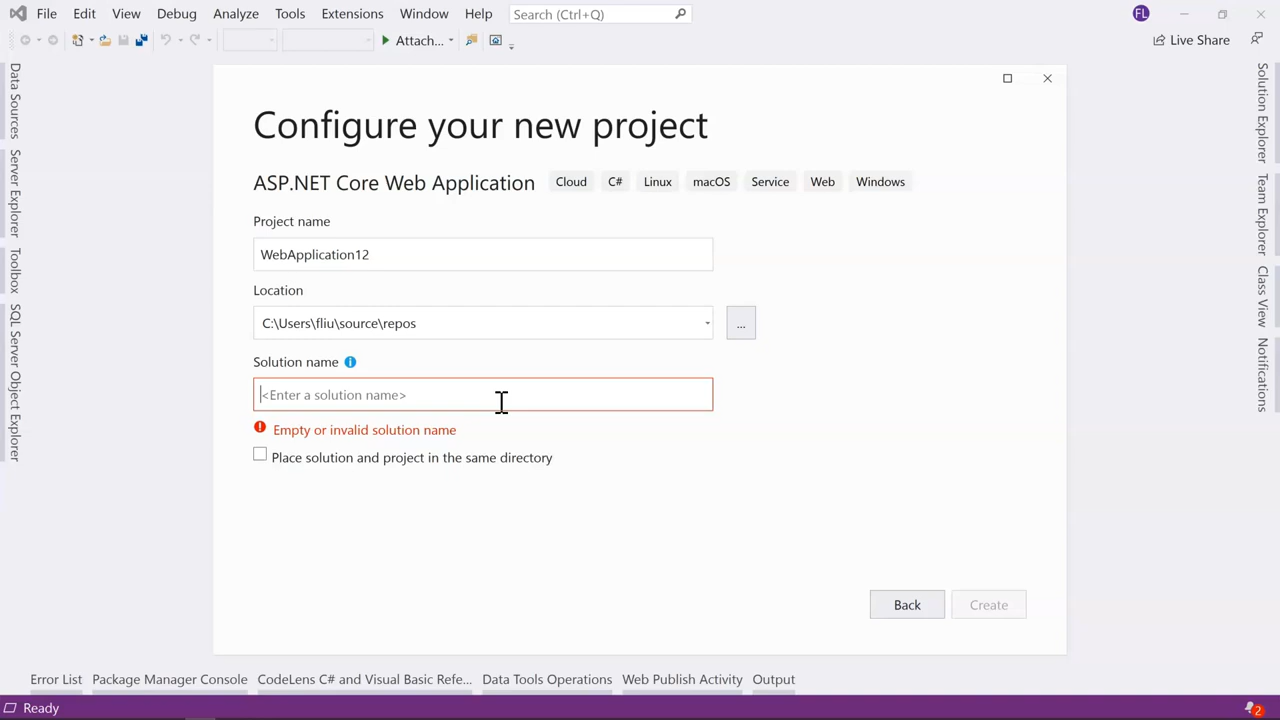 File Edit View Debug Analyze Tools Extensions Window Help Search (Ctrl+Q) FL
Attach... Live Share
Data Sources
Server Explorer
Toolbox
SQL Server Object Explorer
Configure your new project
ASP.NET Core Web Application Cloud C# Linux macOS Service Web Windows
Project name
WebApplication12
Location
C:\Users\fliu\source\repos
...
Solution name
<Enter a solution name>
Empty or invalid solution name
Place solution and project in the same directory
Back Create
Solution Explorer
Team Explorer
Class View
Notifications
Error List Package Manager Console CodeLens C# and Visual Basic Refe... Data Tools Operations Web Publish Activity Output
Ready 2